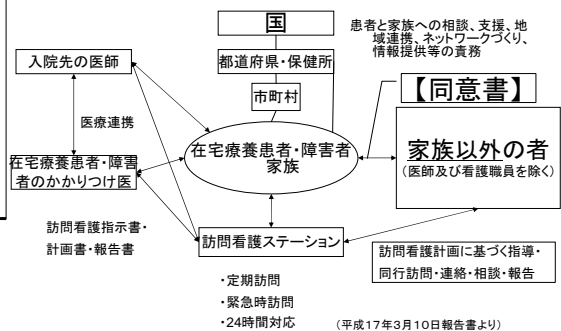 国
患者と家族への相談、支援、地
域連携、ネットワークづくり、
情報提供等の責務
入院先の医師
都道府県・保健所
市町村
【同意書】
医療連携
在宅療養患者・障害者
家族
家族以外の者
(医師及び看護職員を除く)
在宅療養患者・障害
者のかかりつけ医
訪問看護指示書・
計画書・報告書
訪問看護ステーション
訪問看護計画に基づく指導・
同行訪問・連絡・相談・報告
・定期訪問
・緊急時訪問
・24時間対応
(平成17年3月10日報告書より)